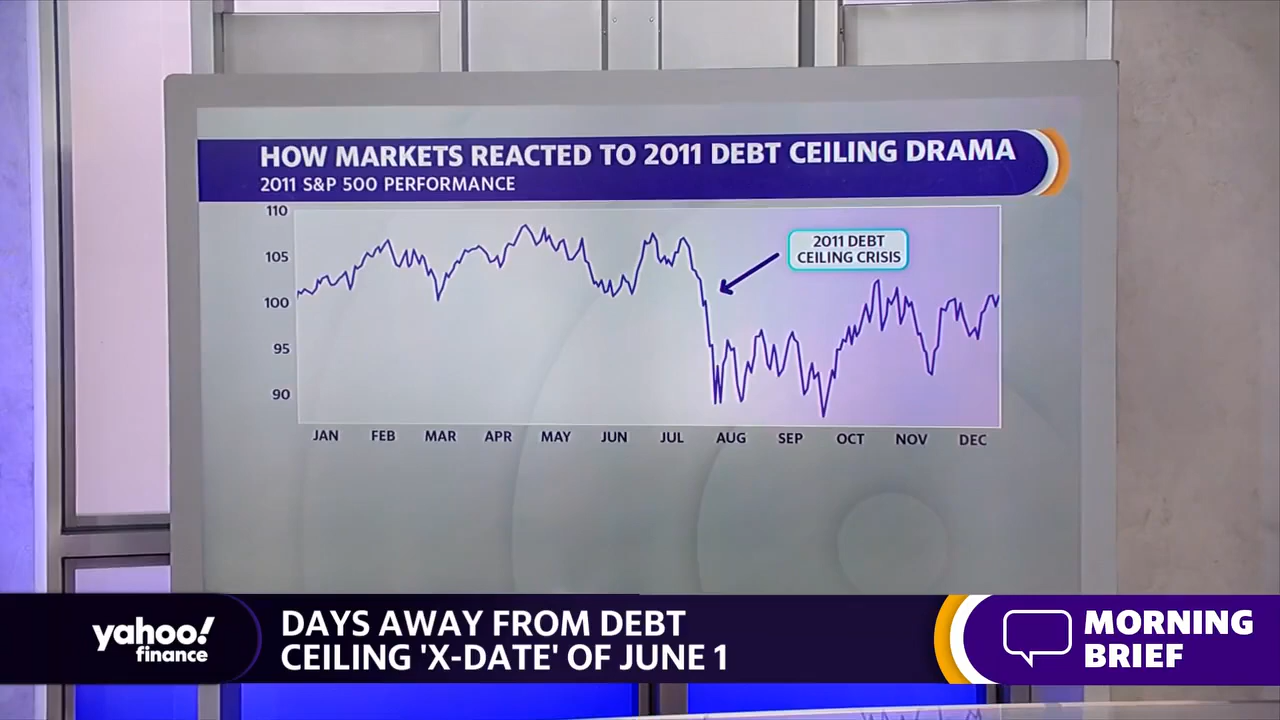 HOW MARKETS REACTED TO 2011 DEBT CEILING DRAMA
2011 S&P 500 PERFORMANCE
110
105
100
95
90
2011 DEBT
CEILING CRISIS
JAN FEB MAR APR MAY JUN JUL AUG SEP OCT NOV DEC
yahoo!
finance
DAYS AWAY FROM DEBT
CEILING 'X-DATE' OF JUNE 1
MORNING
BRIEF